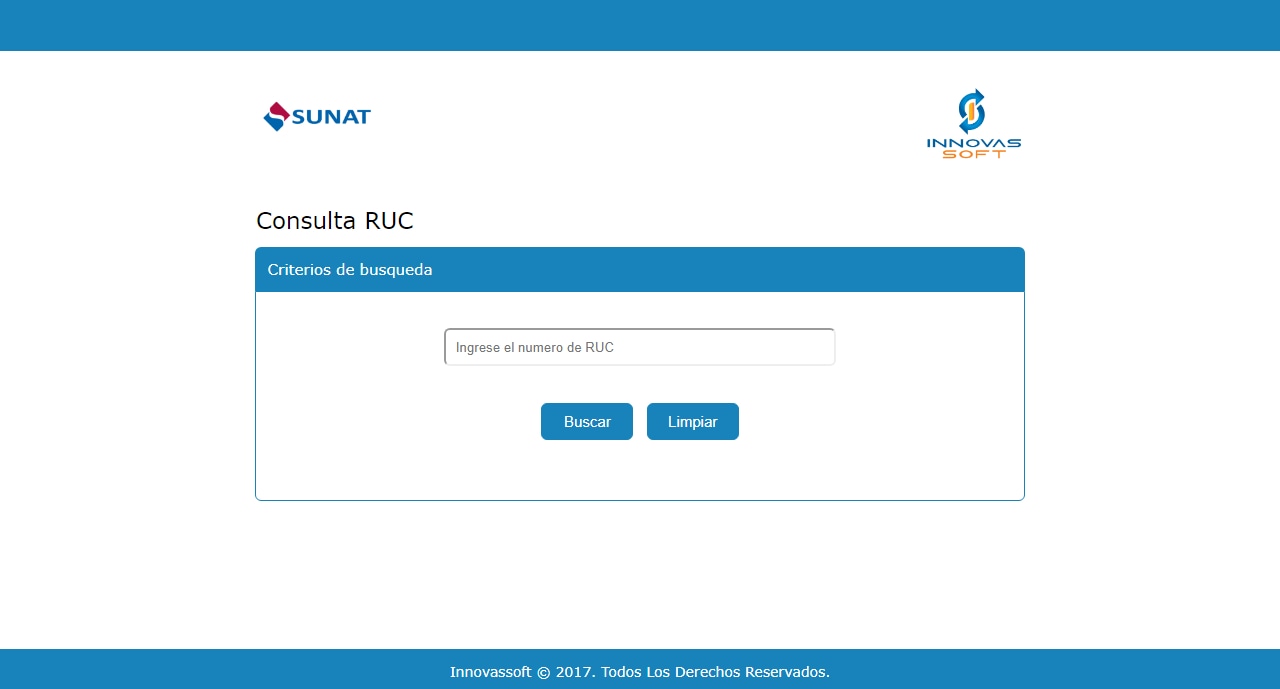 SUNAT
INNOVAS
SOFT
Consulta RUC
Criterios de busqueda
Ingrese el numero de RUC
Buscar Limpiar
Innovassoft © 2017. Todos Los Derechos Reservados.